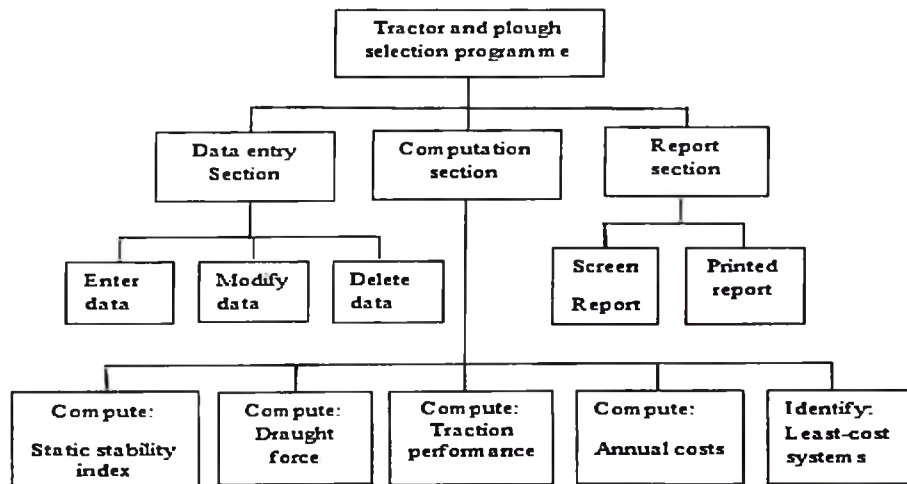 Tractor and plough
selection programme
Data entry
Section
Computation
section
Report
section
Enter
data
Modify
data
Delete
data
Screen
Report
Printed
report
Compute:
Static stability
index
Compute:
Draught
force
Compute:
Traction
performance
Compute:
Annual costs
Identify:
Least-cost
systems